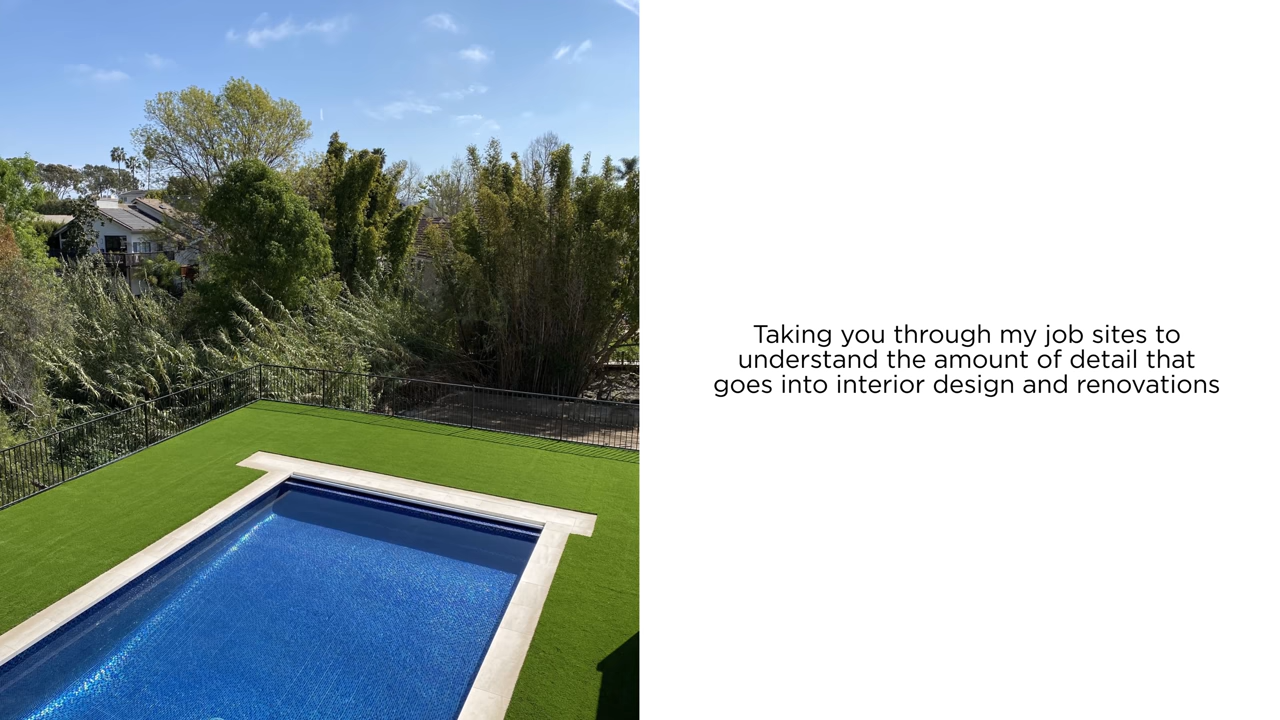 Taking you through my job sites to
understand the amount of detail that
goes into interior design and renovations